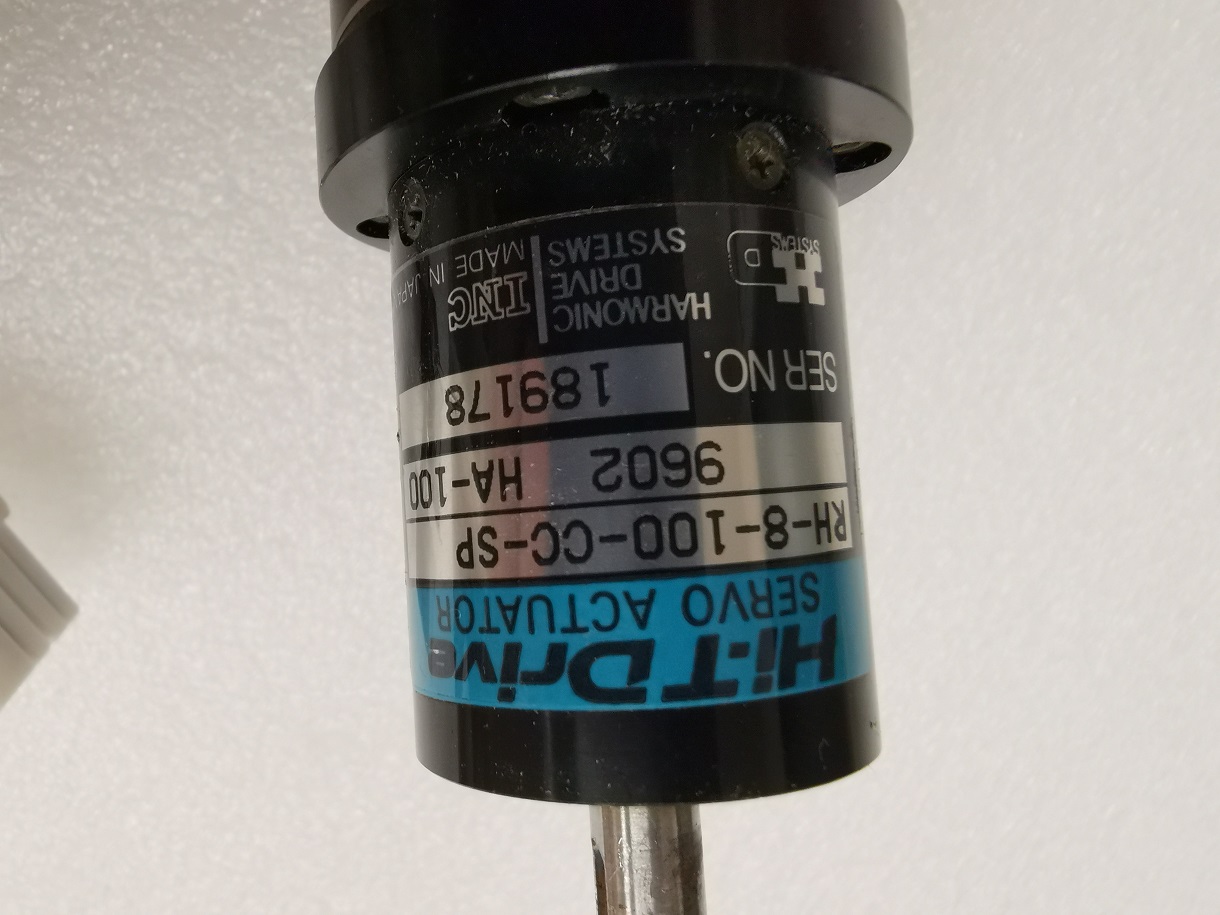 Hi-T Drive
SERVO ACTUATOR
RH-8-100-CC-SP
9602 HA-100
SER NO. 189178
HD SYSTEMS
HARMONIC
DRIVE
SYSTEMS
INC
MADE IN JAPAN